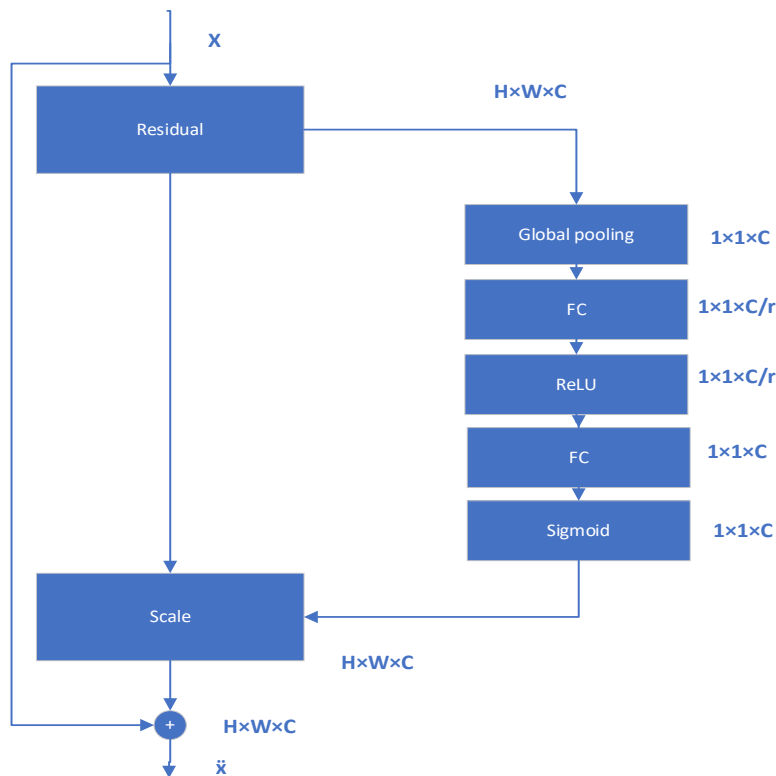 X
H×W×C
Residual
Global pooling
1×1×C
FC
1×1×C/r
ReLU
1×1×C/r
FC
1×1×C
Sigmoid
1×1×C
Scale
H×W×C
+
H×W×C
ẍ